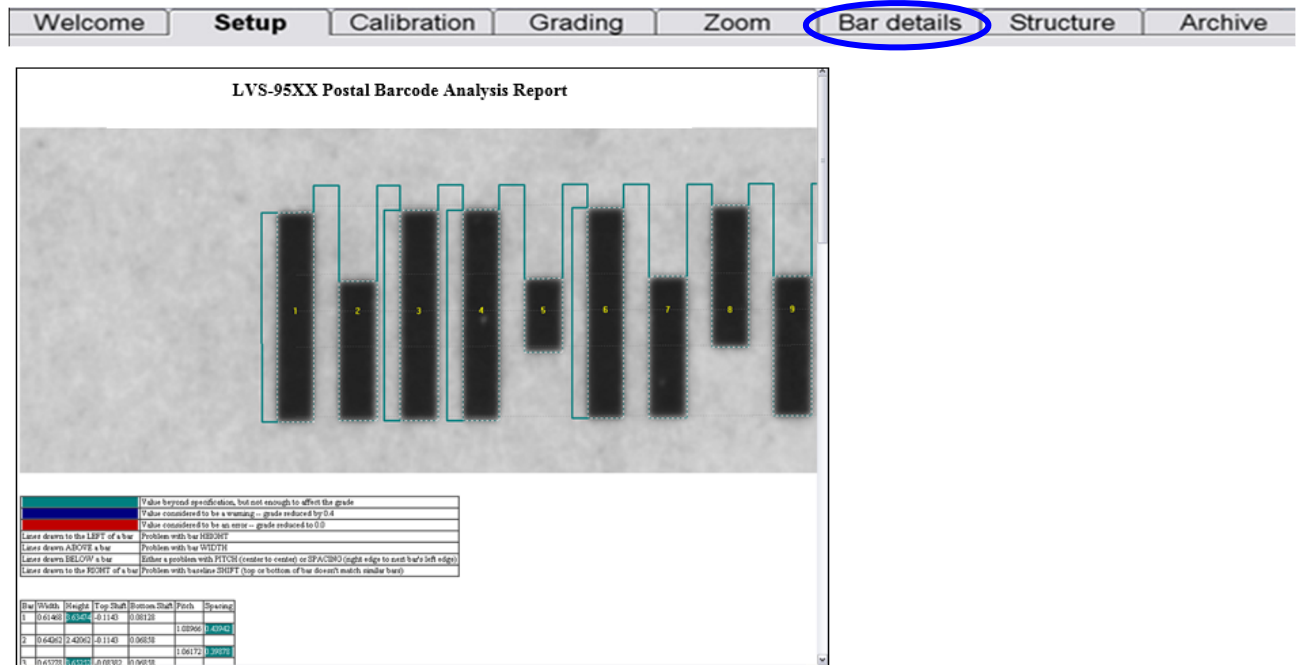 Welcome Setup Calibration Grading Zoom Bar details Structure Archive
LVS-95XX Postal Barcode Analysis Report
1 2 3 4 5 6 7 8 9
Value beyond specification, but not enough to affect the grade
Value considered to be a warning -- grade reduced by 0.4
Value considered to be an error -- grade reduced to 0.0
Lines drawn to the LEFT of a bar Problem with bar HEIGHT
Lines drawn ABOVE a bar Problem with bar WIDTH
Lines drawn BELOW a bar Either a problem with PITCH (center to center) or SPACING (right edge to next bar's left edge)
Lines drawn to the RIGHT of a bar Problem with baseline SHIFT (top or bottom of bar doesn't match similar bars)
Bar Width Height Top Shift Bottom Shift Pitch Spacing
1 0.61468 -0.1143 0.08128
1.08966
2 0.64262 2.42062 -0.1143 0.06858
1.06172
3 0.65278 -0.08382 0.06858